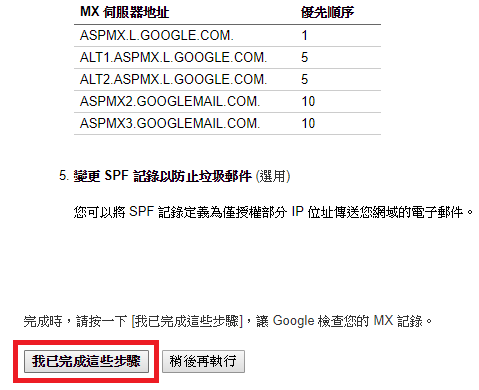 MX 伺服器地址 優先順序
ASPMX.L.GOOGLE.COM. 1
ALT1.ASPMX.L.GOOGLE.COM. 5
ALT2.ASPMX.L.GOOGLE.COM. 5
ASPMX2.GOOGLEMAIL.COM. 10
ASPMX3.GOOGLEMAIL.COM. 10
5. 變更 SPF 記錄以防止垃圾郵件 (選用)
您可以將 SPF 記錄定義為僅授權部分 IP 位址傳送您網域的電子郵件。
完成時，請按一下 [我已完成這些步驟]，讓 Google 檢查您的 MX 記錄。
我已完成這些步驟 稍後再執行